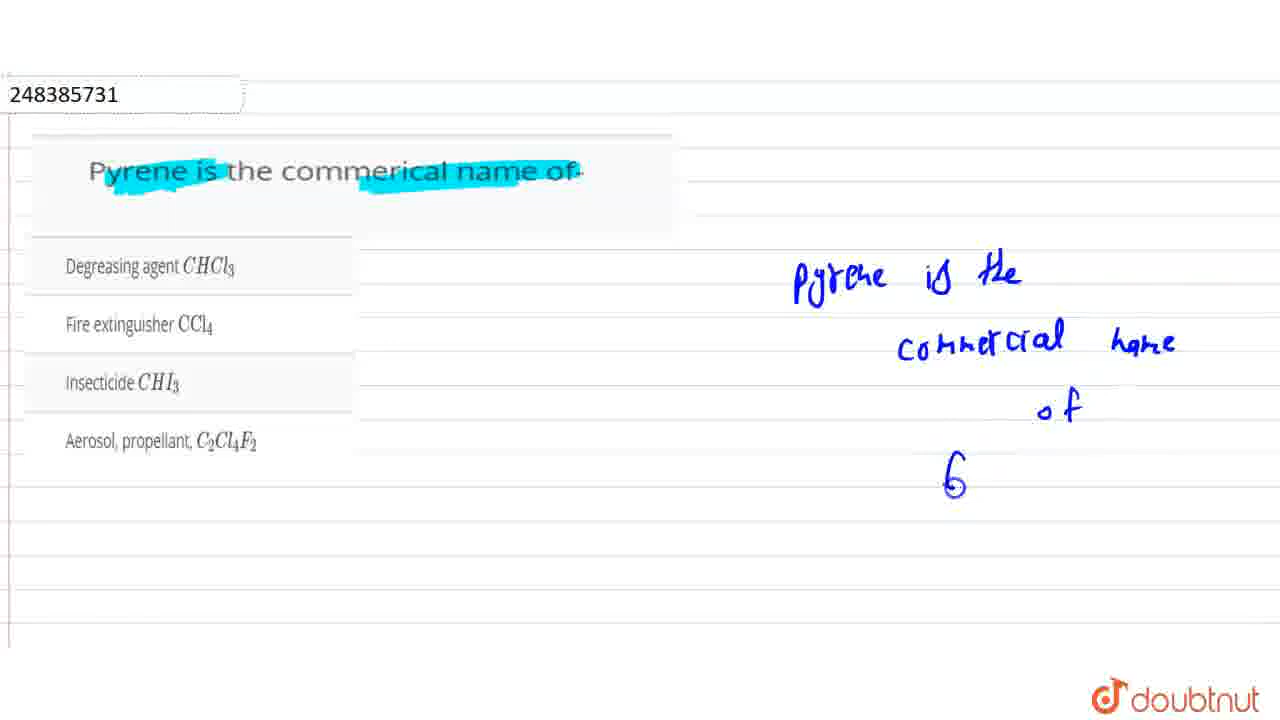 248385731
Pyrene is the commerical name of-
Degreasing agent CHCl3
Fire extinguisher CCl4
Insecticide CHI3
Aerosol, propellant, C2Cl4F2
pyrene is the
commercial name
of
6
doubtnut